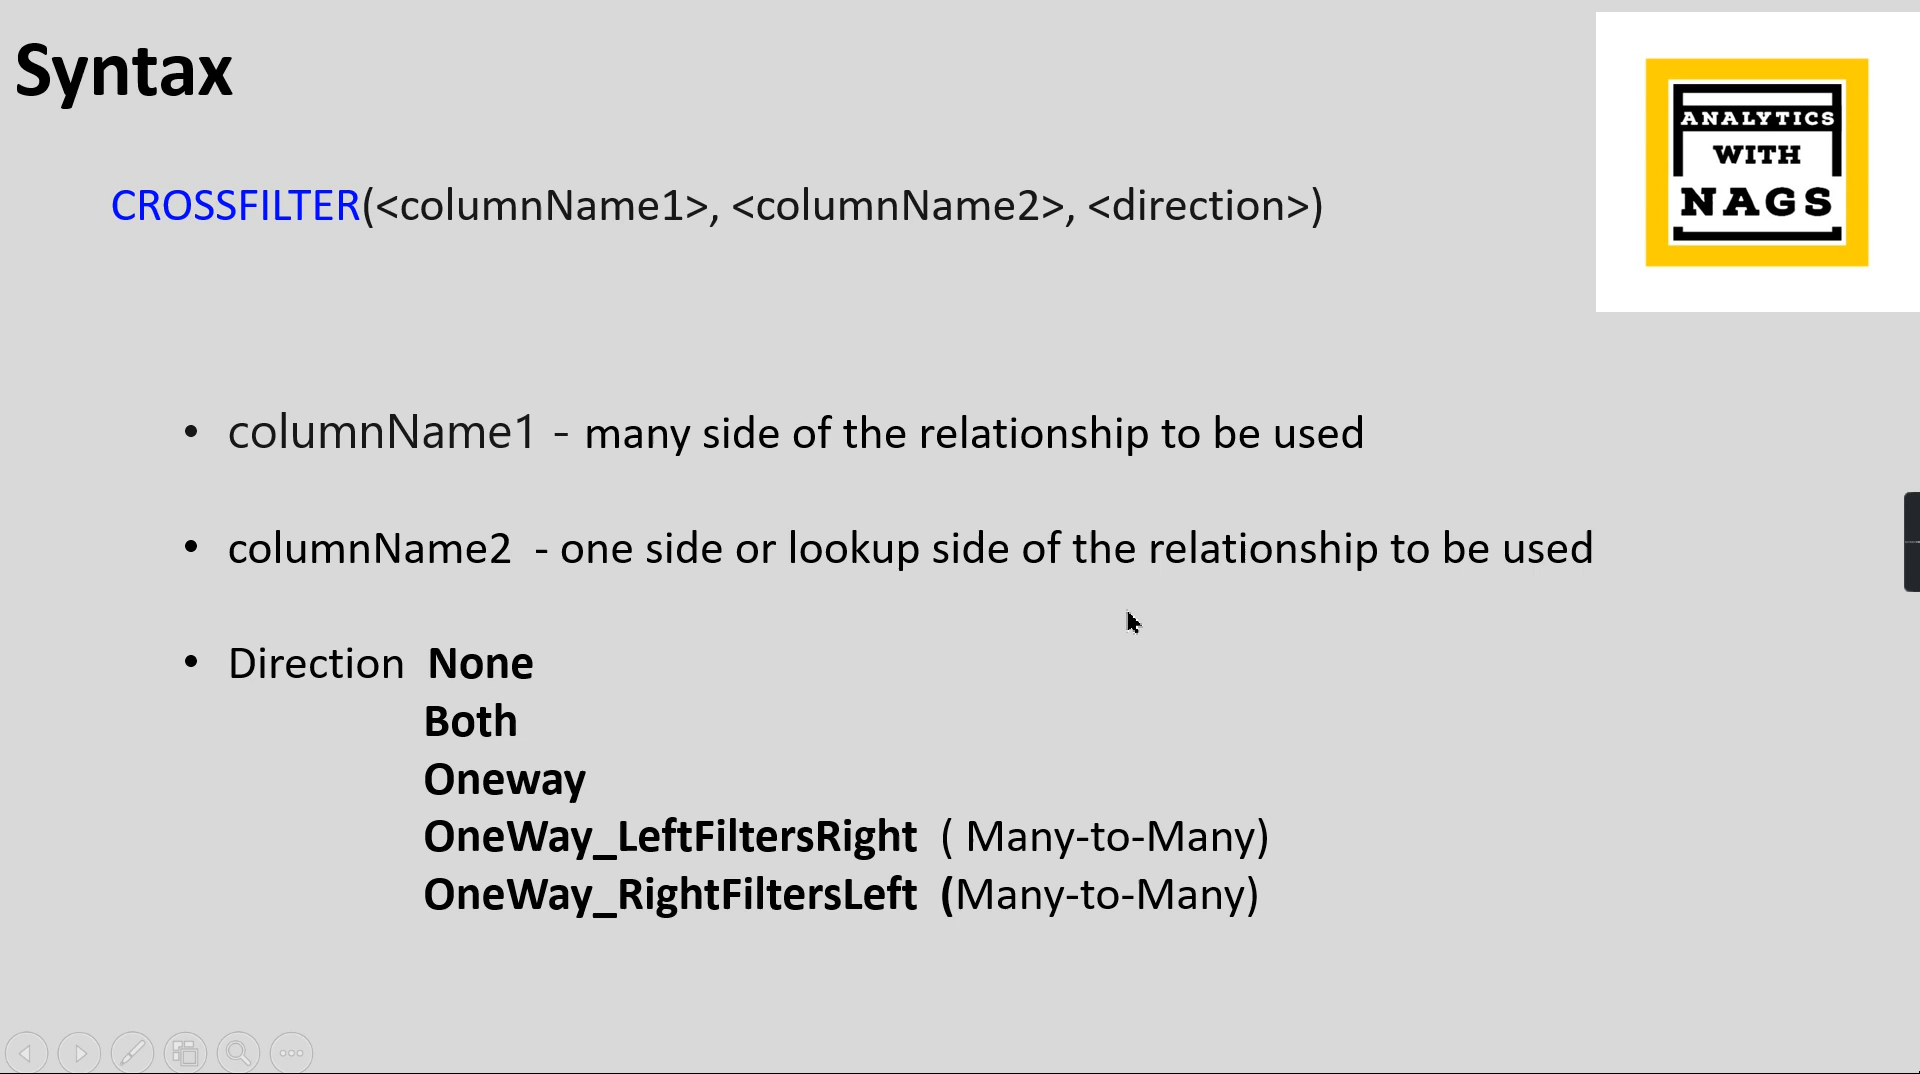 Syntax
ANALYTICS
WITH
NAGS
CROSSFILTER(<columnName1>, <columnName2>, <direction>)
• columnName1 - many side of the relationship to be used
• columnName2 - one side or lookup side of the relationship to be used
• Direction None
Both
Oneway
OneWay_LeftFiltersRight ( Many-to-Many)
OneWay_RightFiltersLeft (Many-to-Many)